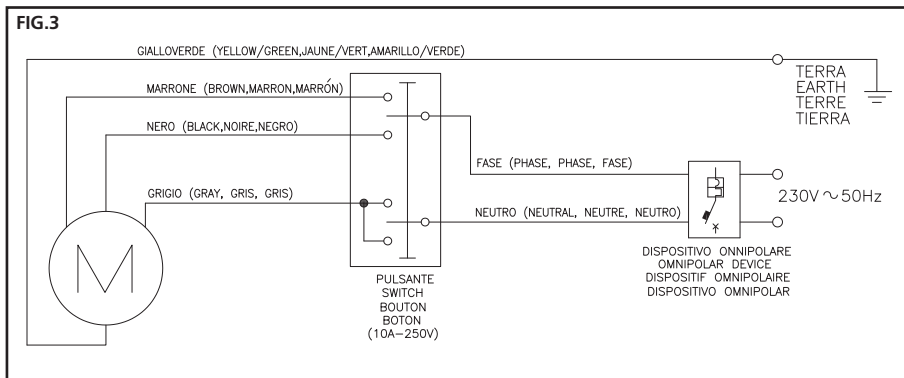 FIG.3
GIALLOVERDE (YELLOW/GREEN,JAUNE/VERT,AMARILLO/VERDE)
TERRA
EARTH
TERRE
TIERRA
MARRONE (BROWN,MARRON,MARRÓN)
NERO (BLACK,NOIRE,NEGRO)
FASE (PHASE, PHASE, FASE)
GRIGIO (GRAY, GRIS, GRIS)
230V ~ 50Hz
NEUTRO (NEUTRAL, NEUTRE, NEUTRO)
M
DISPOSITIVO ONNIPOLARE
OMNIPOLAR DEVICE
DISPOSITIF OMNIPOLAIRE
DISPOSITIVO OMNIPOLAR
PULSANTE
SWITCH
BOUTON
BOTON
(10A-250V)